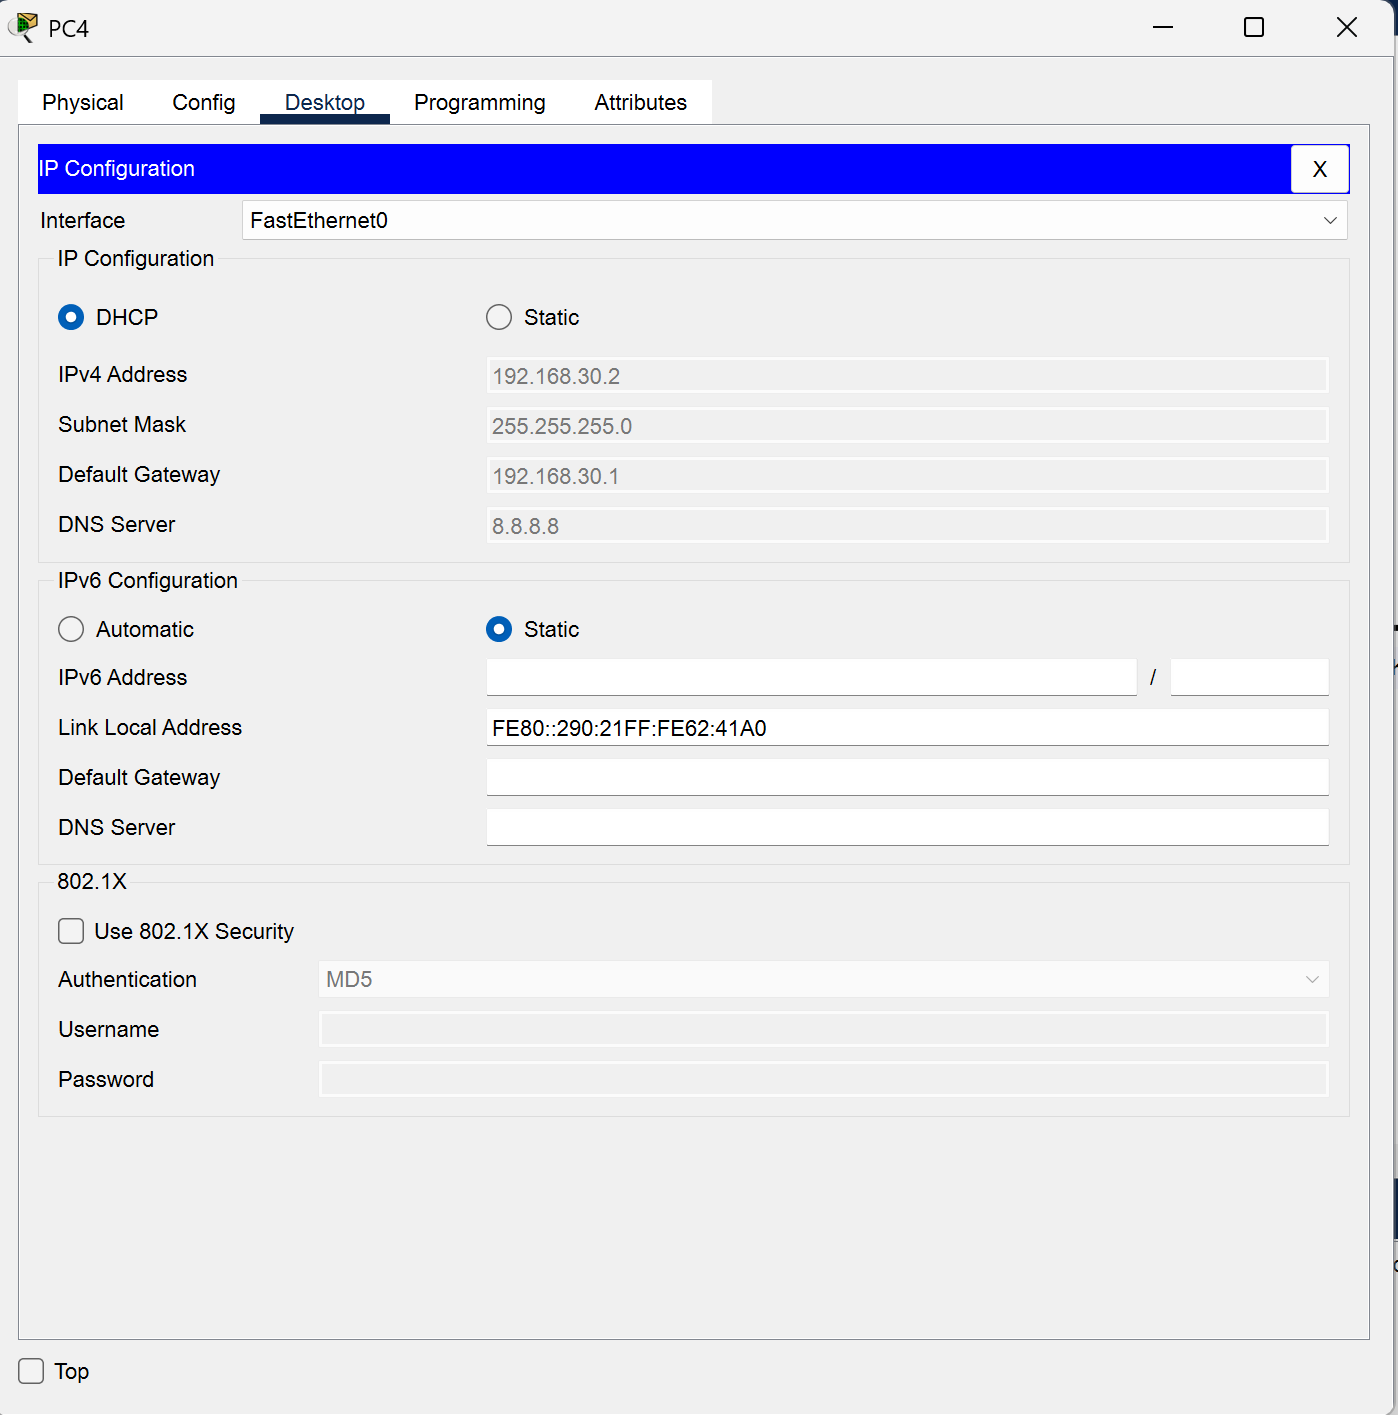 PC4
Physical Config Desktop Programming Attributes
IP Configuration X
Interface FastEthernet0
IP Configuration
DHCP Static
IPv4 Address 192.168.30.2
Subnet Mask 255.255.255.0
Default Gateway 192.168.30.1
DNS Server 8.8.8.8
IPv6 Configuration
Automatic Static
IPv6 Address /
Link Local Address FE80::290:21FF:FE62:41A0
Default Gateway
DNS Server
802.1X
Use 802.1X Security
Authentication MD5
Username
Password
Top